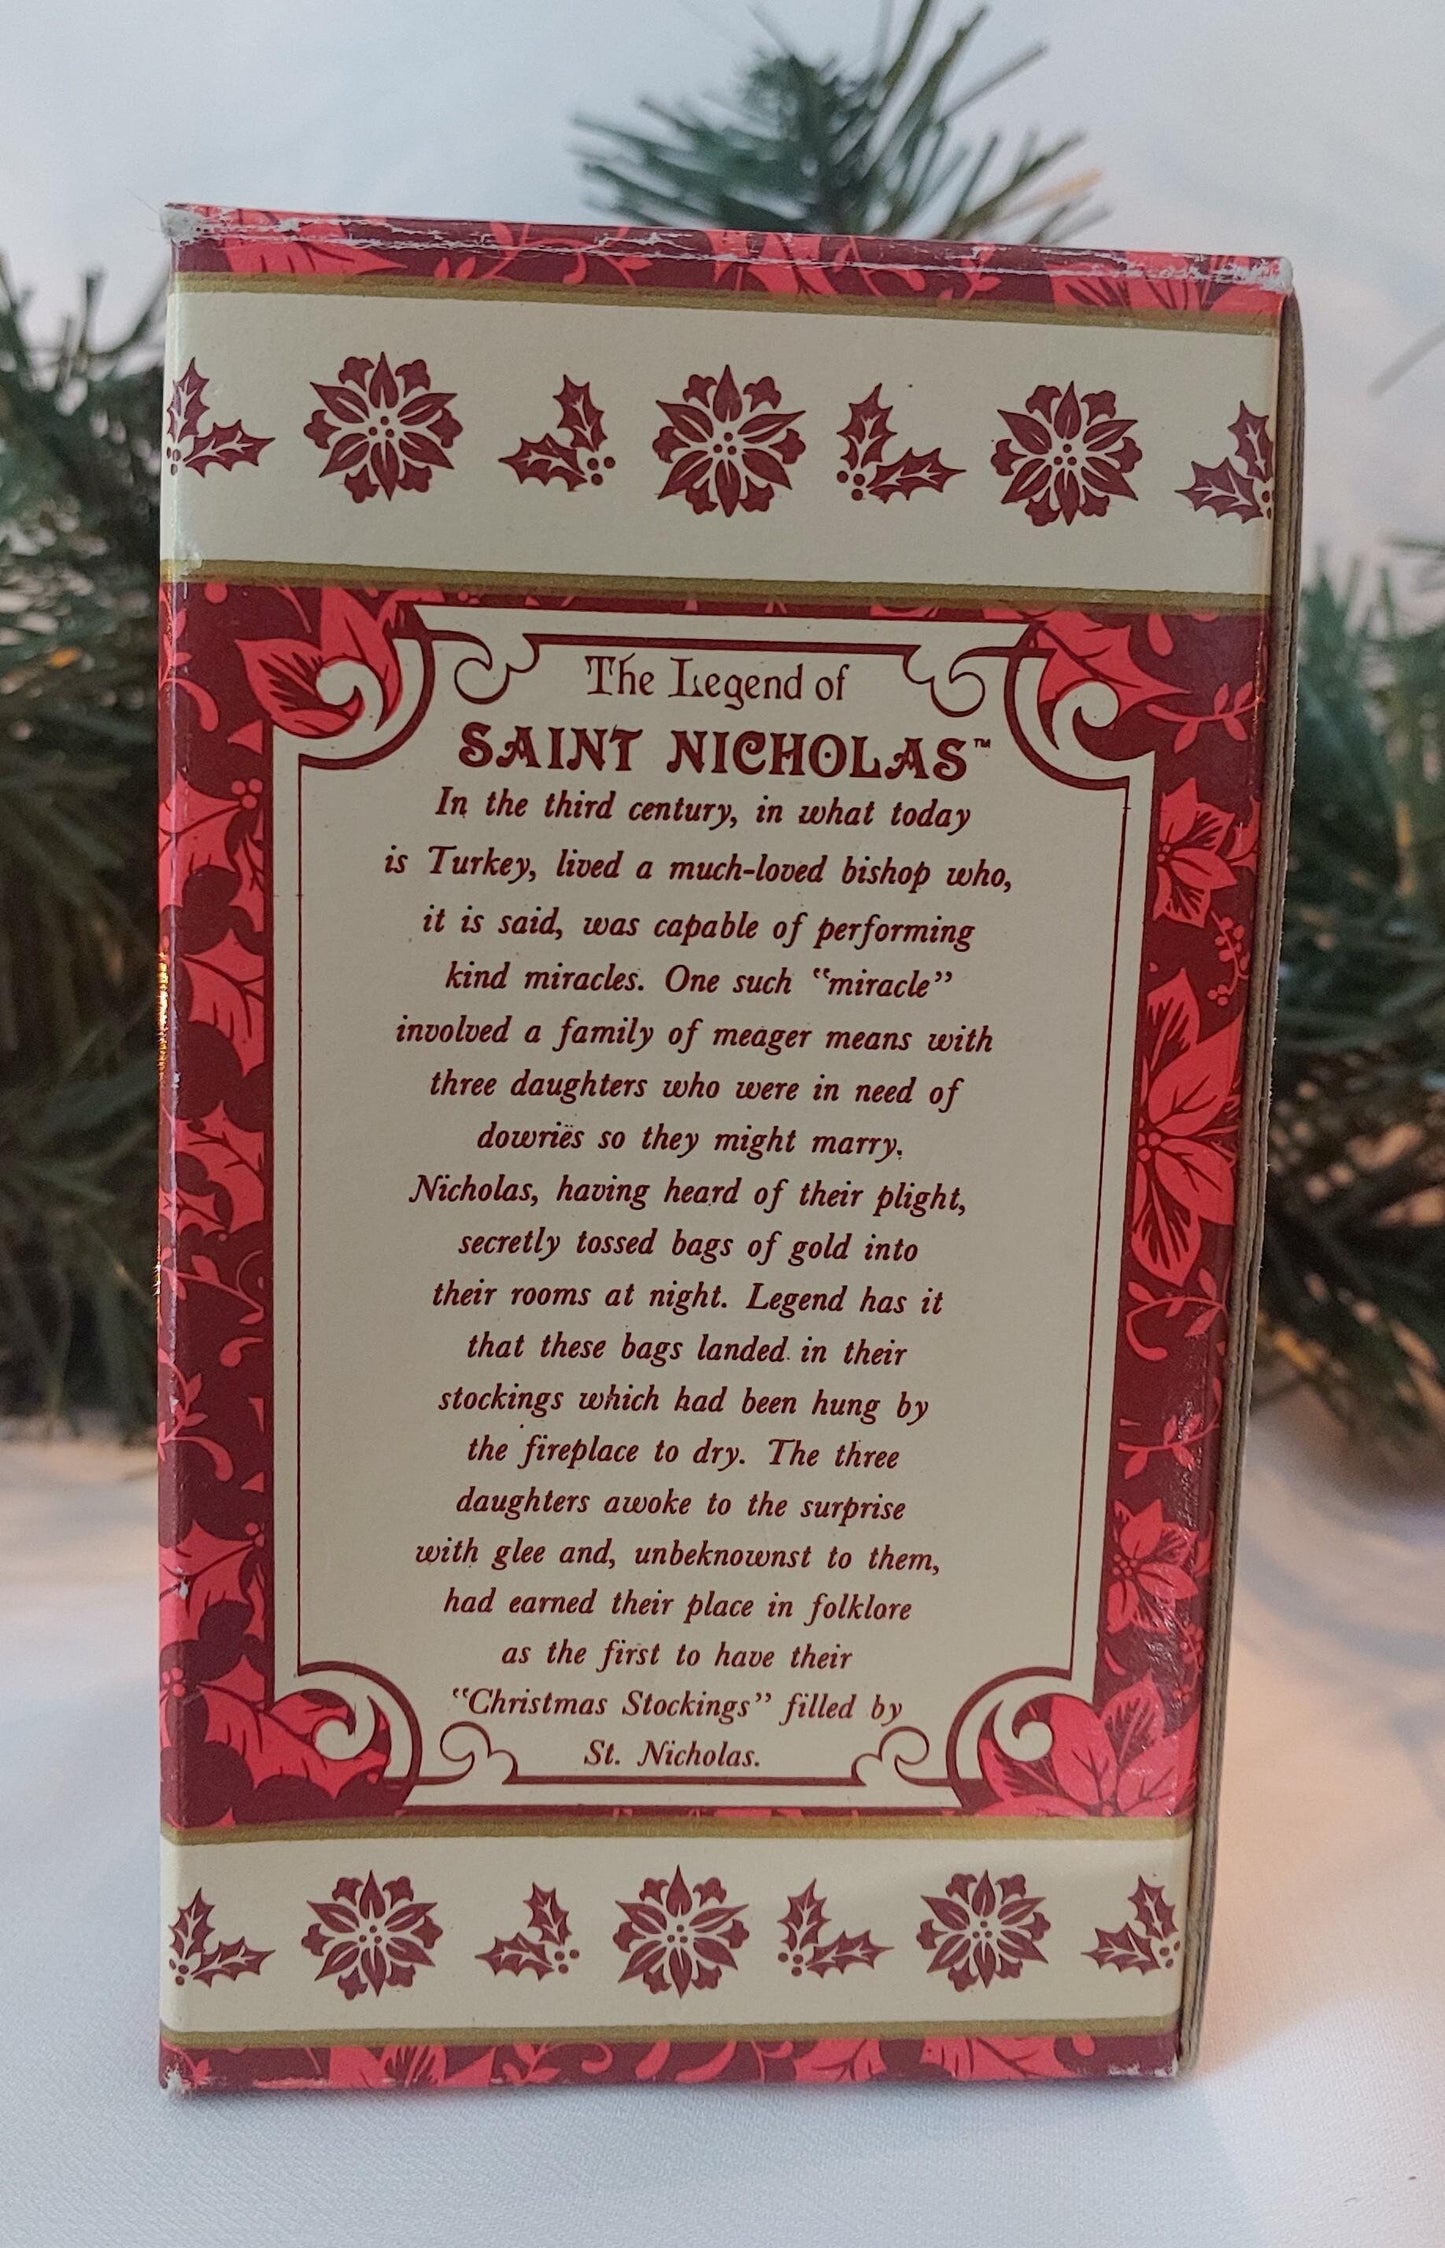 The Legend of
SAINT NICHOLAS™
In the third century, in what today
is Turkey, lived a much-loved bishop who,
it is said, was capable of performing
kind miracles. One such "miracle"
involved a family of meager means with
three daughters who were in need of
dowries so they might marry.
Nicholas, having heard of their plight,
secretly tossed bags of gold into
their rooms at night. Legend has it
that these bags landed in their
stockings which had been hung by
the fireplace to dry. The three
daughters awoke to the surprise
with glee and, unbeknownst to them,
had earned their place in folklore
as the first to have their
"Christmas Stockings" filled by
St. Nicholas.